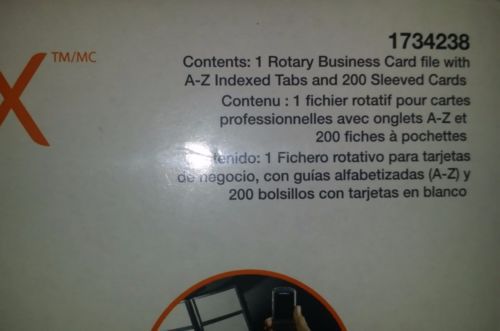 X TM/MC
1734238
Contents: 1 Rotary Business Card file with
A-Z Indexed Tabs and 200 Sleeved Cards
Contenu : 1 fichier rotatif pour cartes
professionnelles avec onglets A-Z et
200 fiches à pochettes
Contenido: 1 Fichero rotativo para tarjetas
de negocio, con guías alfabetizadas (A-Z) y
200 bolsillos con tarjetas en blanco